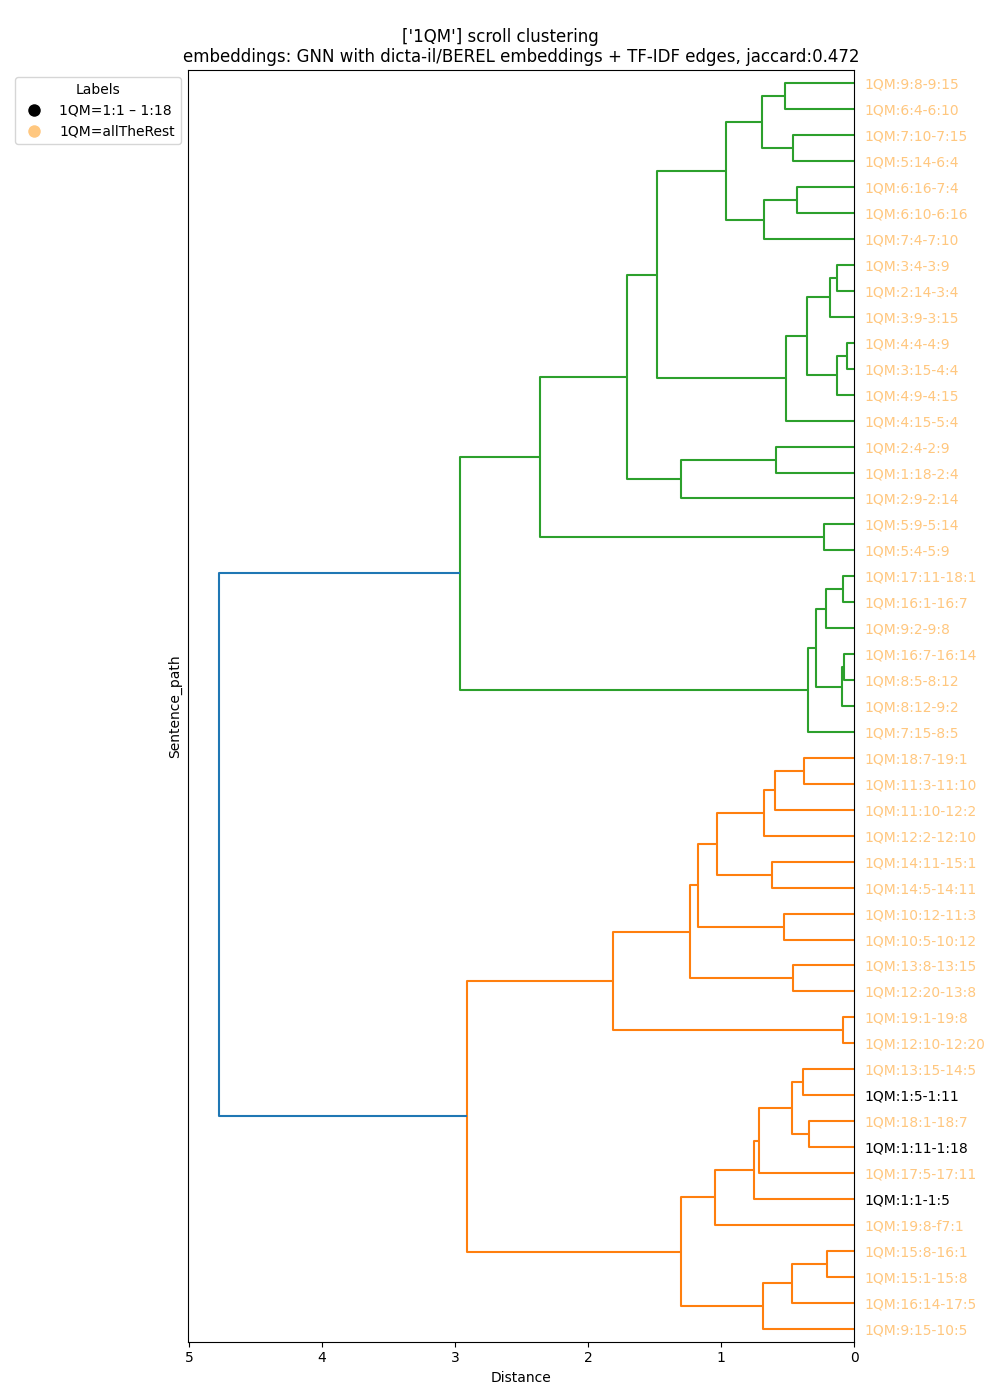 ['1QM'] scroll clustering
embeddings: GNN with dicta-il/BEREL embeddings + TF-IDF edges, jaccard:0.472
Labels
1QM=1:1 – 1:18
1QM=allTheRest
1QM:9:8-9:15
1QM:6:4-6:10
1QM:7:10-7:15
1QM:5:14-6:4
1QM:6:16-7:4
1QM:6:10-6:16
1QM:7:4-7:10
1QM:3:4-3:9
1QM:2:14-3:4
1QM:3:9-3:15
1QM:4:4-4:9
1QM:3:15-4:4
1QM:4:9-4:15
1QM:4:15-5:4
1QM:2:4-2:9
1QM:1:18-2:4
1QM:2:9-2:14
1QM:5:9-5:14
1QM:5:4-5:9
1QM:17:11-18:1
1QM:16:1-16:7
1QM:9:2-9:8
1QM:16:7-16:14
1QM:8:5-8:12
1QM:8:12-9:2
1QM:7:15-8:5
1QM:18:7-19:1
1QM:11:3-11:10
1QM:11:10-12:2
1QM:12:2-12:10
1QM:14:11-15:1
1QM:14:5-14:11
1QM:10:12-11:3
1QM:10:5-10:12
1QM:13:8-13:15
1QM:12:20-13:8
1QM:19:1-19:8
1QM:12:10-12:20
1QM:13:15-14:5
1QM:1:5-1:11
1QM:18:1-18:7
1QM:1:11-1:18
1QM:17:5-17:11
1QM:1:1-1:5
1QM:19:8-f7:1
1QM:15:8-16:1
1QM:15:1-15:8
1QM:16:14-17:5
1QM:9:15-10:5
Sentence_path
5 4 3 2 1 0
Distance